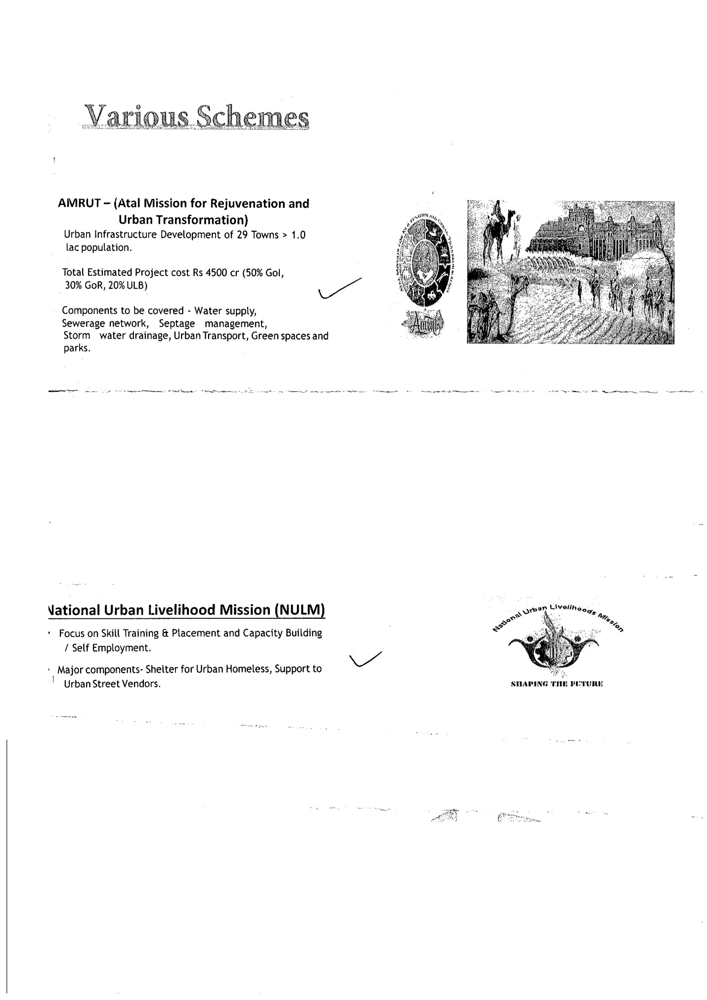 Various Schemes
AMRUT – (Atal Mission for Rejuvenation and
Urban Transformation)
Urban Infrastructure Development of 29 Towns > 1.0
lac population.
Total Estimated Project cost Rs 4500 cr (50% GoI,
30% GoR, 20% ULB)
Components to be covered - Water supply,
Sewerage network, Septage management,
Storm water drainage, Urban Transport, Green spaces and
parks.
Amrut
National Urban Livelihood Mission (NULM)
Focus on Skill Training & Placement and Capacity Building
/ Self Employment.
Major components- Shelter for Urban Homeless, Support to
Urban Street Vendors.
National Urban Livelihoods Mission
SHAPING THE FUTURE